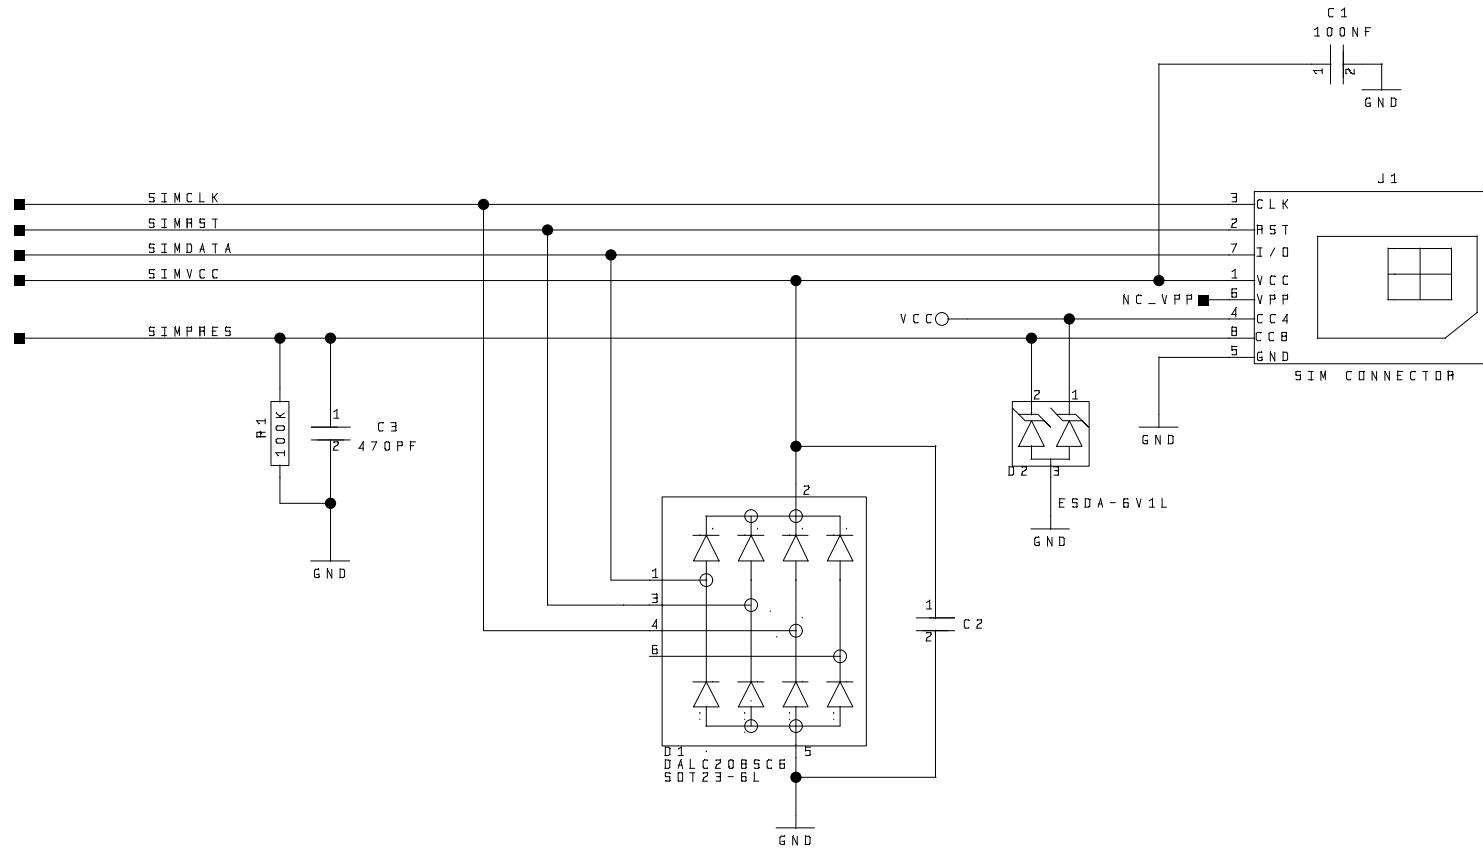 C1
100NF
1 2
GND
J1
SIMCLK 3 CLK
SIMRST 2 RST
SIMDATA 7 I/O
SIMVCC 1 VCC
NC_VPP 6 VPP
VCC 4 CC4
SIMPRES 8 CC8
5 GND
SIM CONNECTOR
R1
100K
1
2
C3
470PF
GND
2 1
D2 3
ESDA-6V1L
GND
GND
2
1
3
4
6
1
2
C2
D1 5
DALC208SC6
SOT23-6L
GND